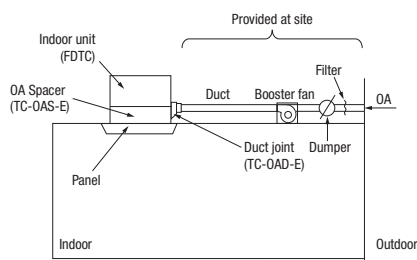 Provided at site
Indoor unit
(FDTC)
Filter
OA Spacer
(TC-OAS-E)
Duct
Booster fan
OA
Duct joint
(TC-OAD-E)
Dumper
Panel
Indoor
Outdoor